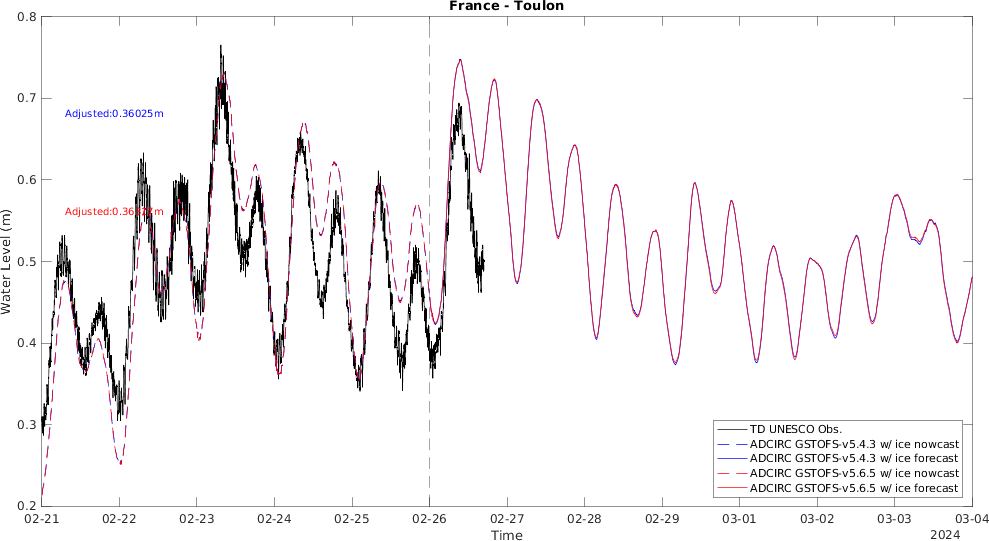 France - Toulon
0.8
0.7
0.6
0.5
0.4
0.3
0.2
Water Level (m)
Adjusted:0.36025m
02-21
02-22
02-23
02-24
02-25
02-26
02-27
02-28
02-29
03-01
03-02
03-03
03-04
Time
2024
TD UNESCO Obs.
ADCIRC GSTOFS-v5.4.3 w/ ice nowcast
ADCIRC GSTOFS-v5.4.3 w/ ice forecast
ADCIRC GSTOFS-v5.6.5 w/ ice nowcast
ADCIRC GSTOFS-v5.6.5 w/ ice forecast